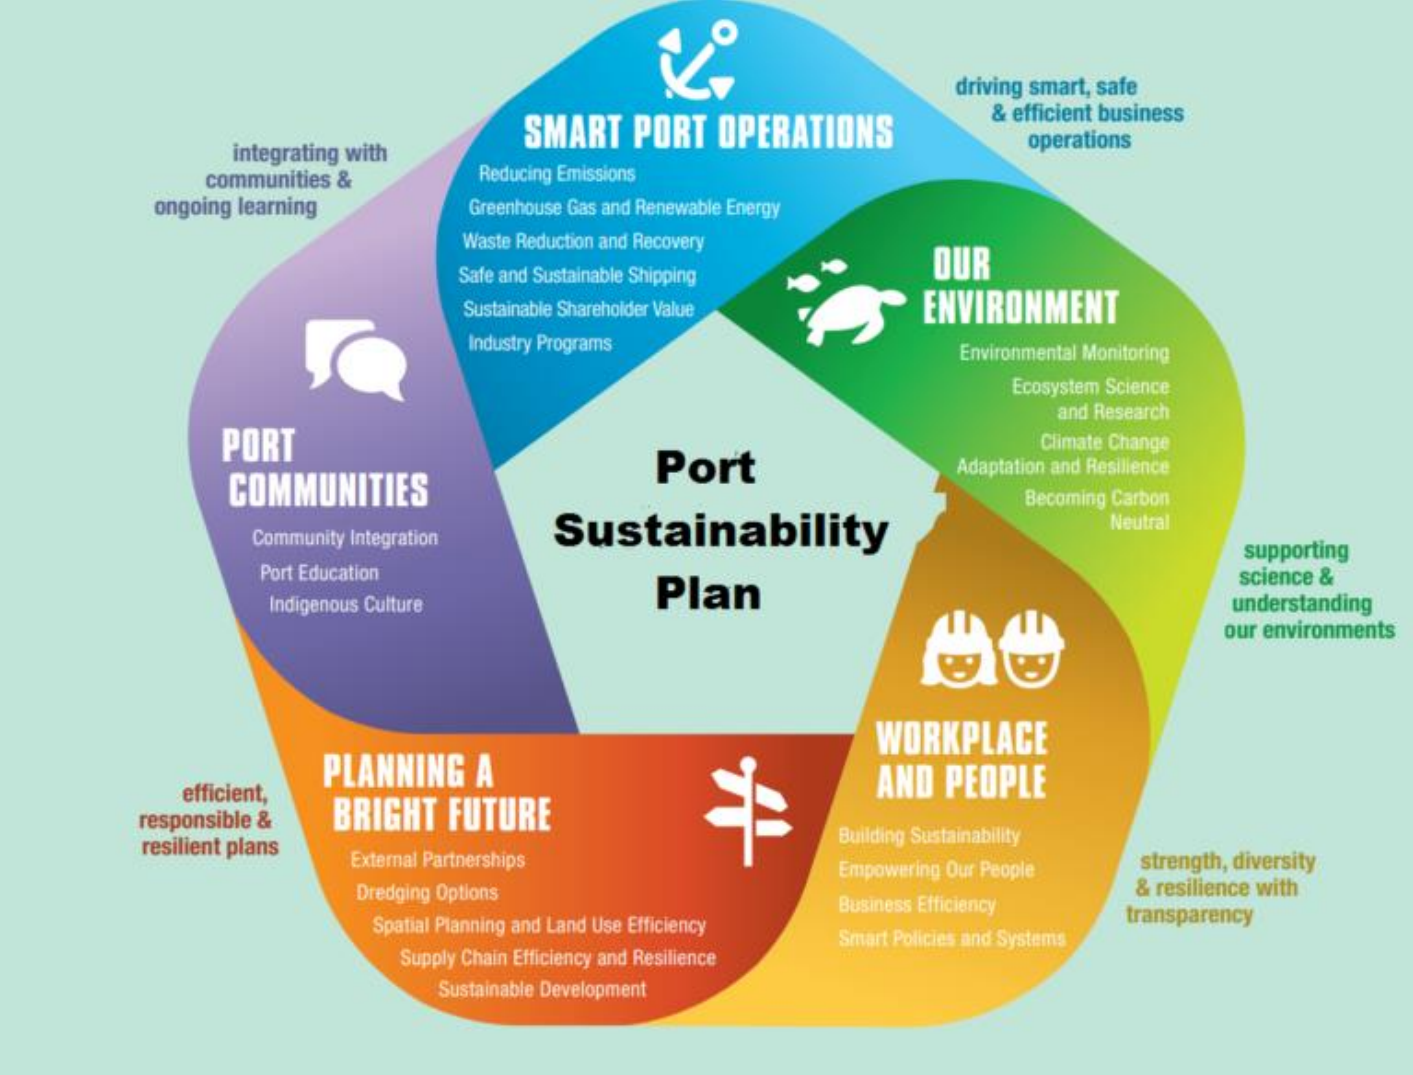 SMART PORT OPERATIONS
Reducing Emissions
Greenhouse Gas and Renewable Energy
Waste Reduction and Recovery
Safe and Sustainable Shipping
Sustainable Shareholder Value
Industry Programs
driving smart, safe
& efficient business
operations
OUR
ENVIRONMENT
Environmental Monitoring
Ecosystem Science
and Research
Climate Change
Adaptation and Resilience
Becoming Carbon
Neutral
supporting
science &
understanding
our environments
WORKPLACE
AND PEOPLE
Building Sustainability
Empowering Our People
Business Efficiency
Smart Policies and Systems
strength, diversity
& resilience with
transparency
PLANNING A
BRIGHT FUTURE
External Partnerships
Dredging Options
Spatial Planning and Land Use Efficiency
Supply Chain Efficiency and Resilience
Sustainable Development
efficient,
responsible &
resilient plans
PORT
COMMUNITIES
Community Integration
Port Education
Indigenous Culture
integrating with
communities &
ongoing learning
Port
Sustainability
Plan